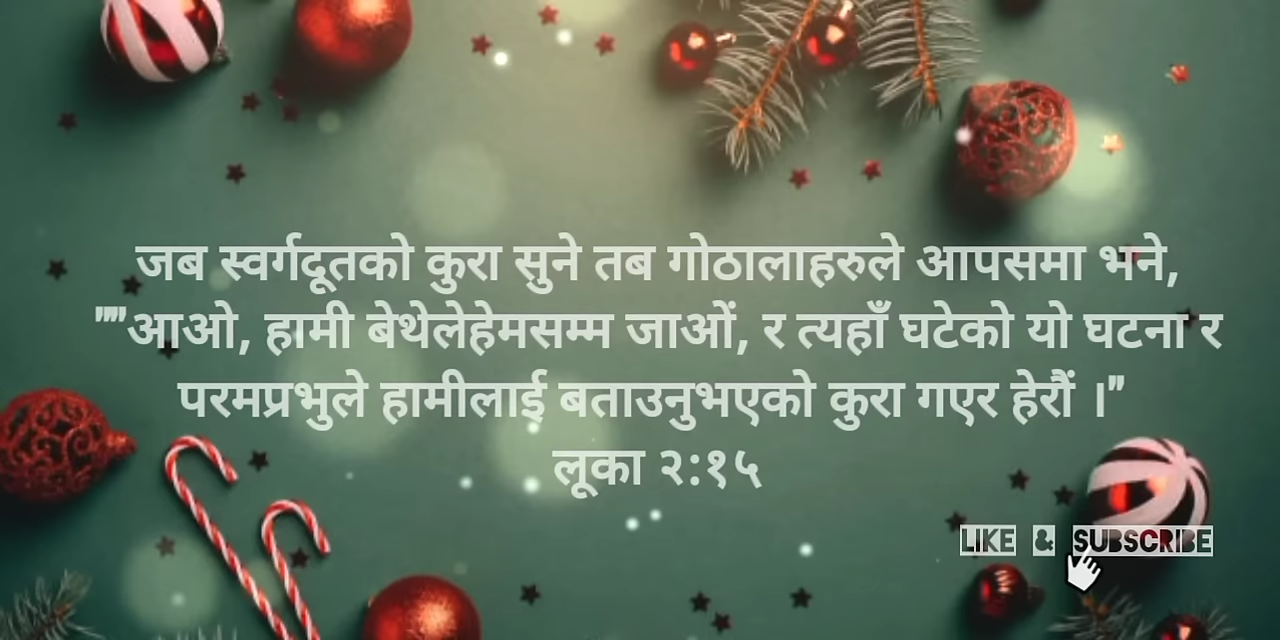 जब स्वर्गदूतको कुरा सुने तब गोठालाहरुले आपसमा भने,
""आओ, हामी बेथेलेहेमसम्म जाओं, र त्यहाँ घटेको यो घटना र
परमप्रभुले हामीलाई बताउनुभएको कुरा गएर हेरौं ।"
लूका २:१५
LIKE & SUBSCRIBE